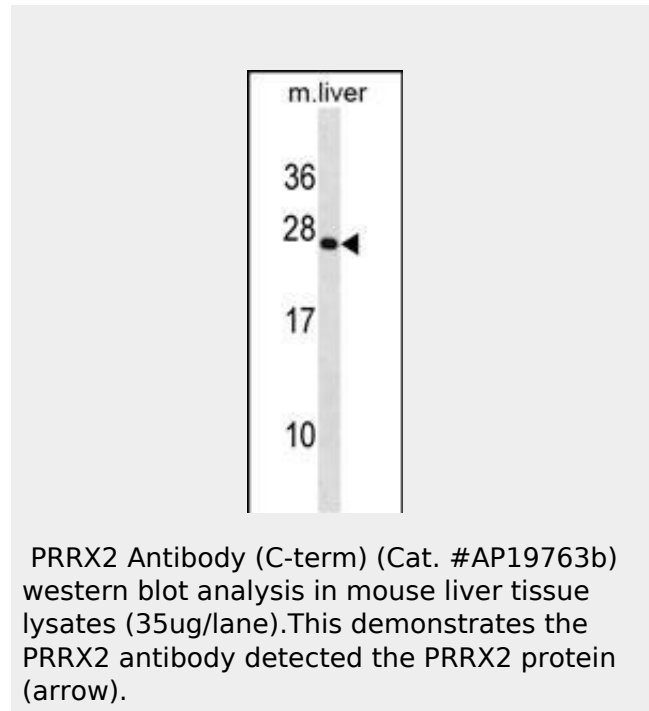 m.liver
36
28
17
10
PRRX2 Antibody (C-term) (Cat. #AP19763b)
western blot analysis in mouse liver tissue
lysates (35ug/lane).This demonstrates the
PRRX2 antibody detected the PRRX2 protein
(arrow).